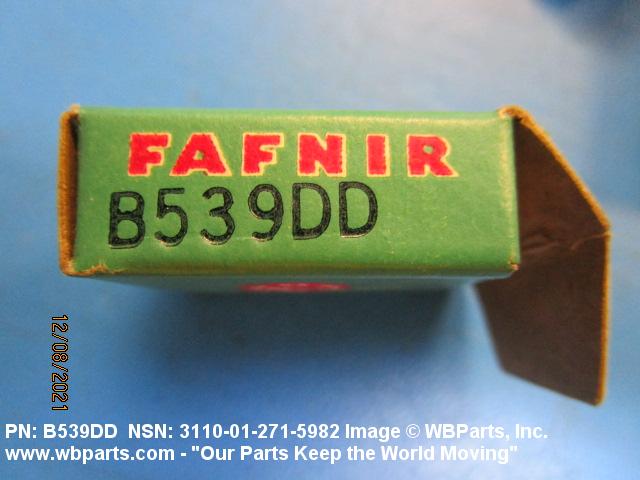 FAFNIR
B539DD
12/08/2021
PN: B539DD NSN: 3110-01-271-5982 Image © WBParts, Inc.
www.wbparts.com - "Our Parts Keep the World Moving"